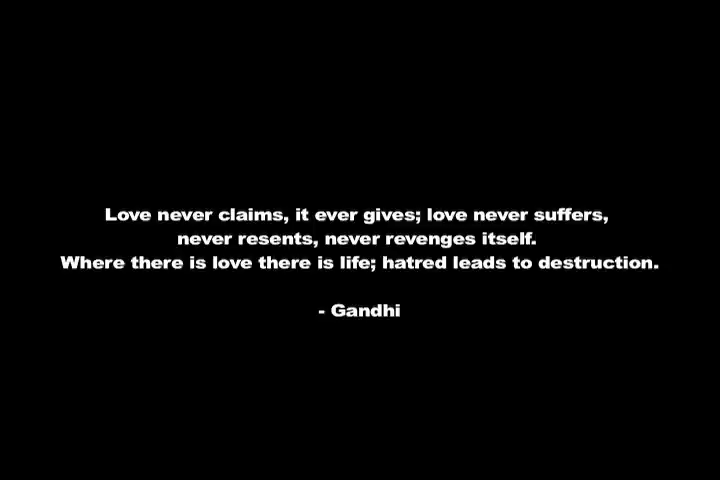 Love never claims, it ever gives; love never suffers,
never resents, never revenges itself.
Where there is love there is life; hatred leads to destruction.
- Gandhi